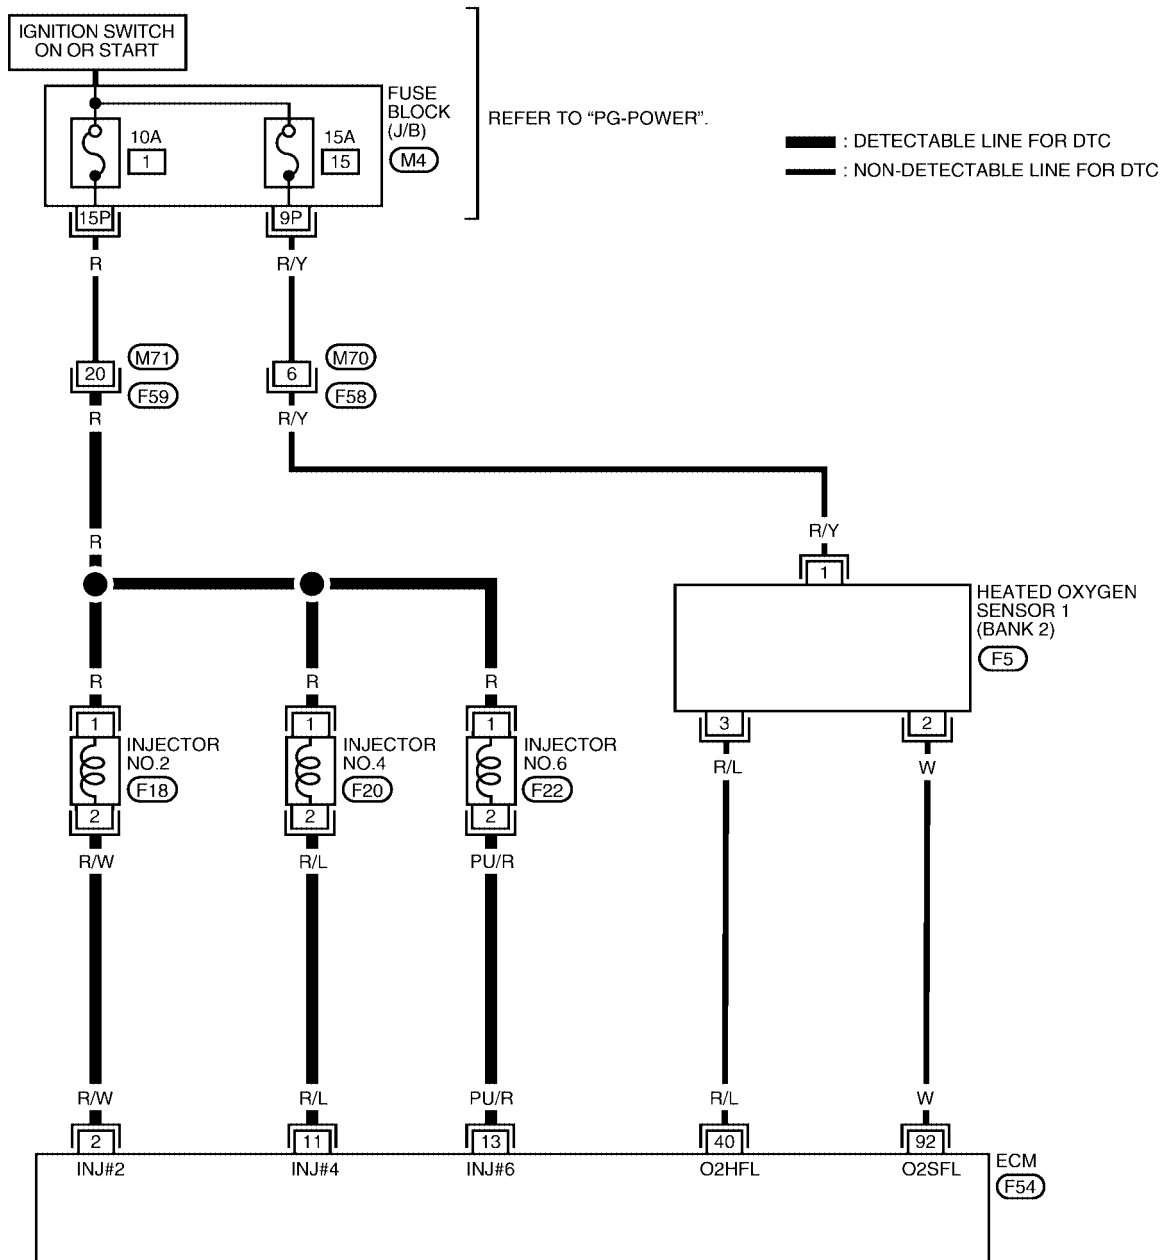 IGNITION SWITCH
ON OR START
FUSE
BLOCK
(J/B)
M4
10A
1
15A
15
REFER TO “PG-POWER”.
: DETECTABLE LINE FOR DTC
: NON-DETECTABLE LINE FOR DTC
15P
9P
R
R/Y
20
M71
F59
6
M70
F58
R
R/Y
R
R/Y
1
HEATED OXYGEN
SENSOR 1
(BANK 2)
F5
R
R
R
1
INJECTOR
NO.2
F18
2
1
INJECTOR
NO.4
F20
2
1
INJECTOR
NO.6
F22
2
3
2
R/L
W
R/W
R/L
PU/R
R/W
R/L
PU/R
R/L
W
2
11
13
40
92
INJ#2
INJ#4
INJ#6
O2HFL
O2SFL
ECM
F54